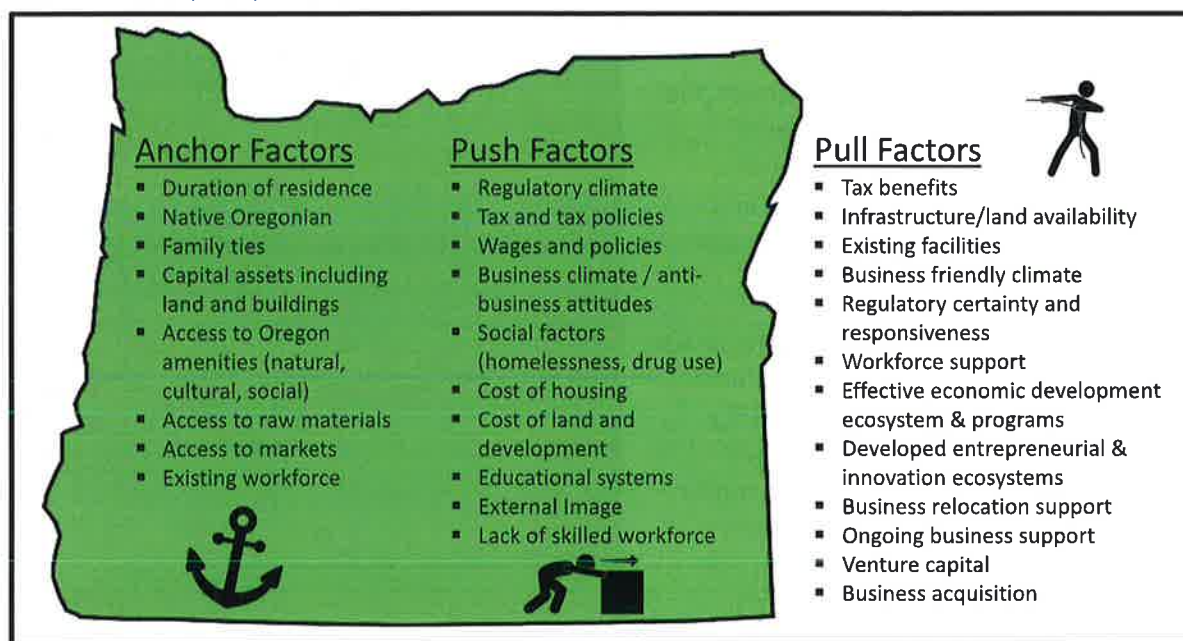 Anchor Factors
▪ Duration of residence
▪ Native Oregonian
▪ Family ties
▪ Capital assets including
land and buildings
▪ Access to Oregon
amenities (natural,
cultural, social)
▪ Access to raw materials
▪ Access to markets
▪ Existing workforce
Push Factors
▪ Regulatory climate
▪ Tax and tax policies
▪ Wages and policies
▪ Business climate / anti-
business attitudes
▪ Social factors
(homelessness, drug use)
▪ Cost of housing
▪ Cost of land and
development
▪ Educational systems
▪ External Image
▪ Lack of skilled workforce
Pull Factors
▪ Tax benefits
▪ Infrastructure/land availability
▪ Existing facilities
▪ Business friendly climate
▪ Regulatory certainty and
responsiveness
▪ Workforce support
▪ Effective economic development
ecosystem & programs
▪ Developed entrepreneurial &
innovation ecosystems
▪ Business relocation support
▪ Ongoing business support
▪ Venture capital
▪ Business acquisition